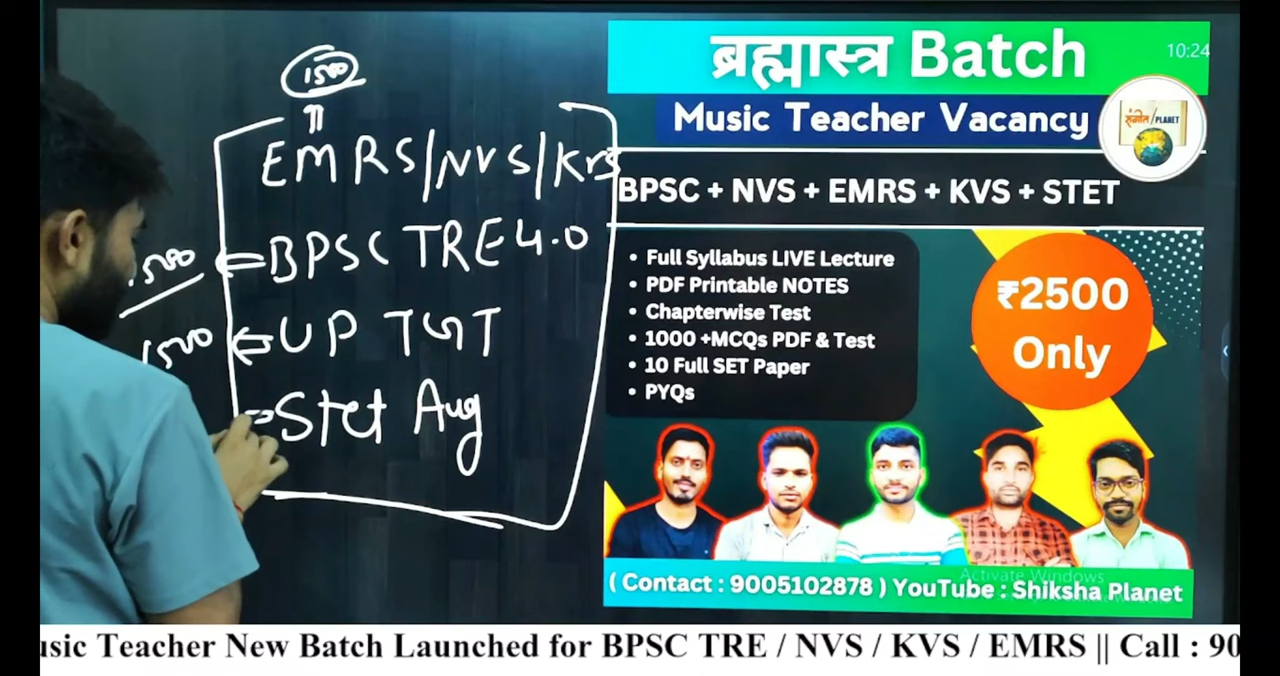 1500
EMRS/NVS/KVS
1500 BPSC TRE 4.0
1500 UP TGT
Stet Aug
ब्रह्मास्त्र Batch
10:24
Music Teacher Vacancy
संगीत/PLANET
BPSC + NVS + EMRS + KVS + STET
• Full Syllabus LIVE Lecture
• PDF Printable NOTES
• Chapterwise Test
• 1000 +MCQs PDF & Test
• 10 Full SET Paper
• PYQs
₹2500
Only
Activate Windows
( Contact : 9005102878 ) YouTube : Shiksha Planet
usic Teacher New Batch Launched for BPSC TRE / NVS / KVS / EMRS || Call : 90